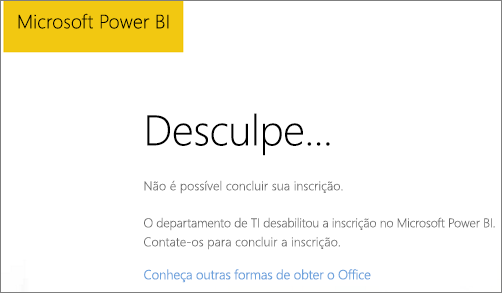 Microsoft Power BI
Desculpe...
Não é possível concluir sua inscrição.
O departamento de TI desabilitou a inscrição no Microsoft Power BI.
Contate-os para concluir a inscrição.
Conheça outras formas de obter o Office